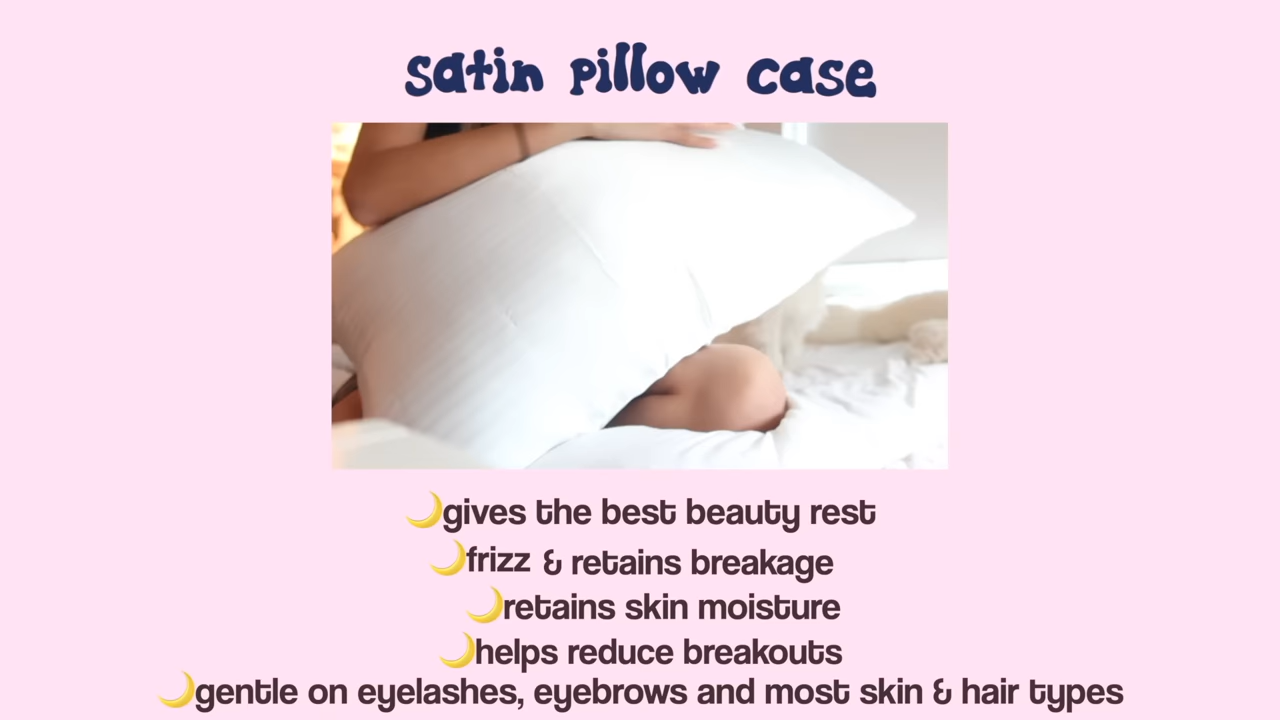 satin pillow case
🌙gives the best beauty rest
🌙frizz & retains breakage
🌙retains skin moisture
🌙helps reduce breakouts
🌙gentle on eyelashes, eyebrows and most skin & hair types